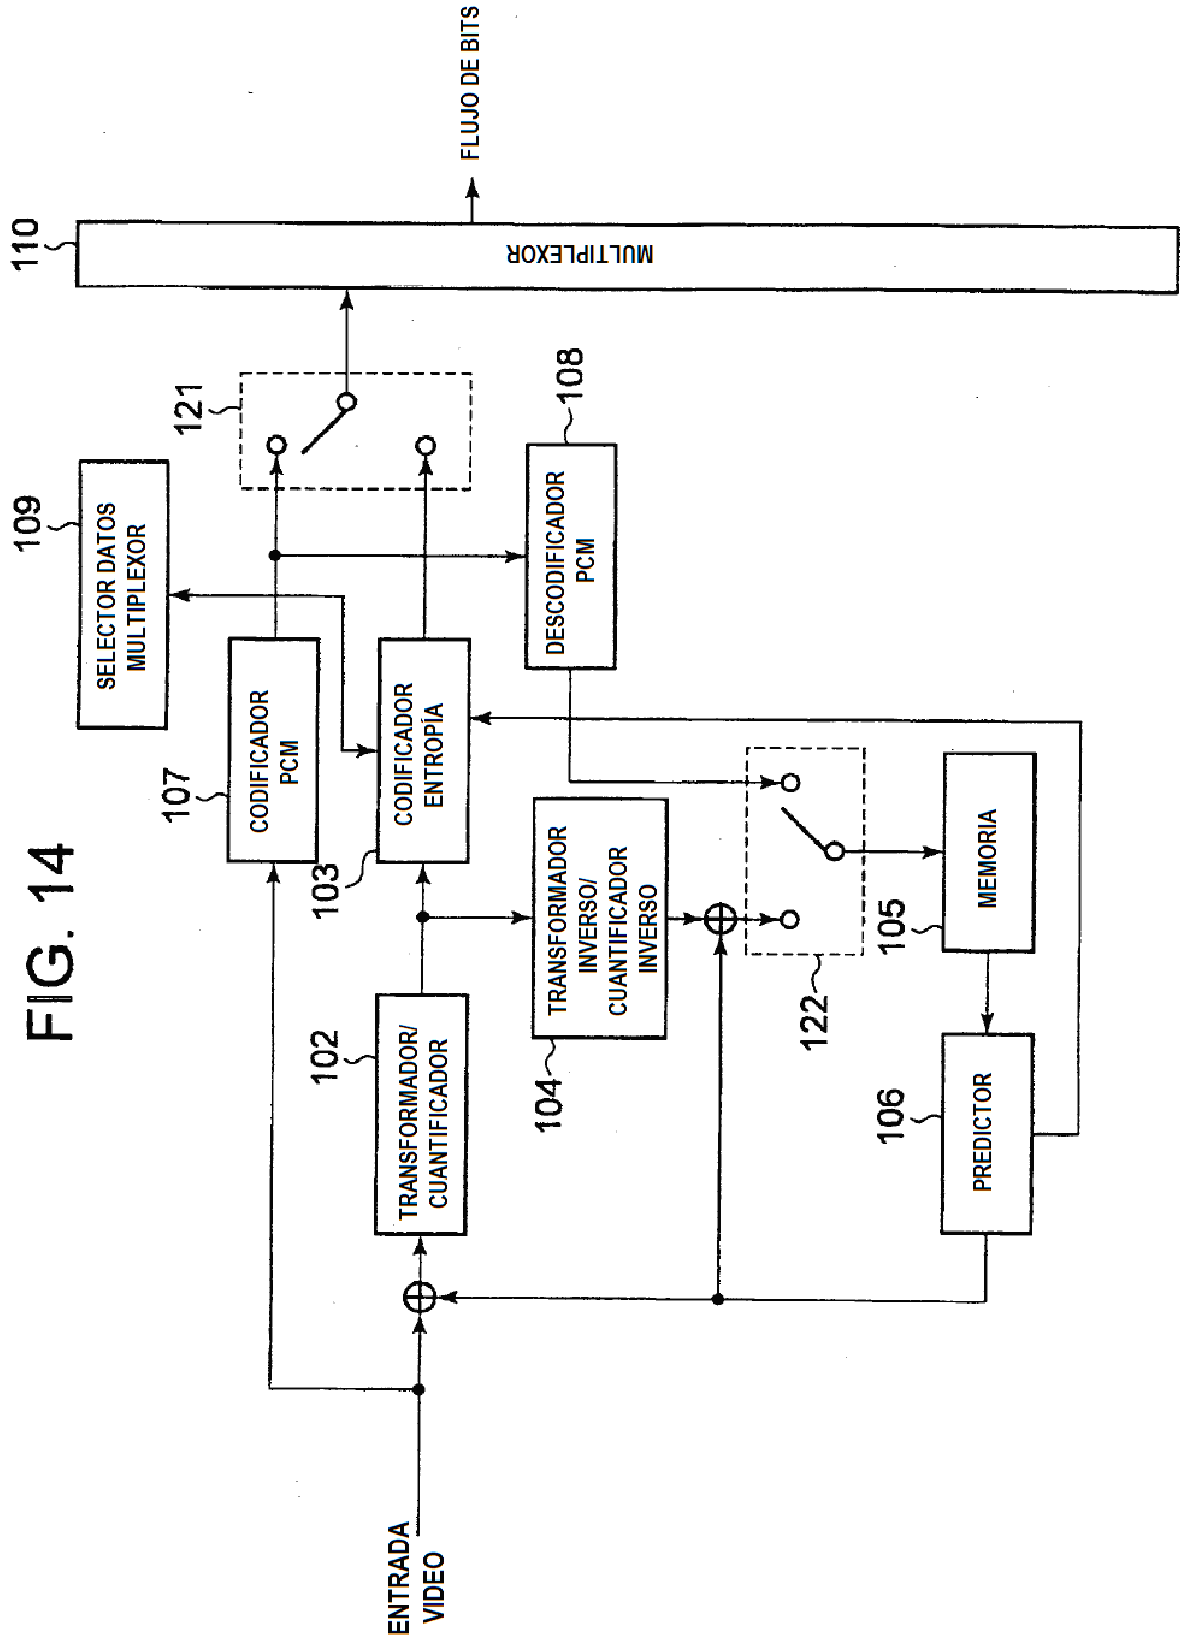 FIG. 14
109
SELECTOR DATOS
MULTIPLEXOR
110
MULTIPLEXOR
121
107
CODIFICADOR
PCM
FLUJO DE BITS
102
TRANSFORMADOR/
CUANTIFICADOR
103
CODIFICADOR
ENTROPÍA
ENTRADA
VIDEO
104
TRANSFORMADOR
INVERSO/
CUANTIFICADOR
INVERSO
108
DESCODIFICADOR
PCM
122
106
PREDICTOR
105
MEMORIA